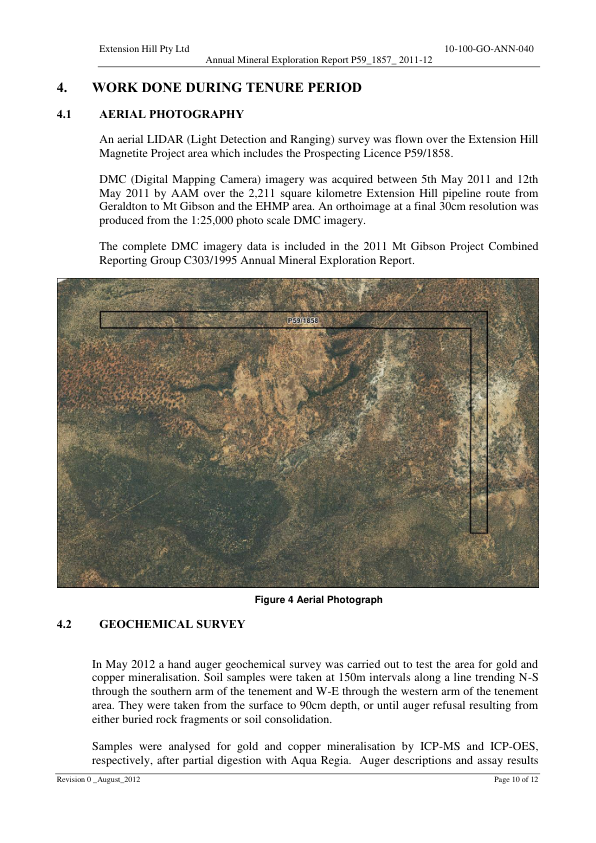 Extension Hill Pty Ltd 10-100-GO-ANN-040
Annual Mineral Exploration Report P59_1857_ 2011-12
4. WORK DONE DURING TENURE PERIOD
4.1 AERIAL PHOTOGRAPHY
An aerial LIDAR (Light Detection and Ranging) survey was flown over the Extension Hill
Magnetite Project area which includes the Prospecting Licence P59/1858.
DMC (Digital Mapping Camera) imagery was acquired between 5th May 2011 and 12th
May 2011 by AAM over the 2,211 square kilometre Extension Hill pipeline route from
Geraldton to Mt Gibson and the EHMP area. An orthoimage at a final 30cm resolution was
produced from the 1:25,000 photo scale DMC imagery.
The complete DMC imagery data is included in the 2011 Mt Gibson Project Combined
Reporting Group C303/1995 Annual Mineral Exploration Report.
P59/1858
Figure 4 Aerial Photograph
4.2 GEOCHEMICAL SURVEY
In May 2012 a hand auger geochemical survey was carried out to test the area for gold and
copper mineralisation. Soil samples were taken at 150m intervals along a line trending N-S
through the southern arm of the tenement and W-E through the western arm of the tenement
area. They were taken from the surface to 90cm depth, or until auger refusal resulting from
either buried rock fragments or soil consolidation.
Samples were analysed for gold and copper mineralisation by ICP-MS and ICP-OES,
respectively, after partial digestion with Aqua Regia. Auger descriptions and assay results
Revision 0 _August_2012 Page 10 of 12